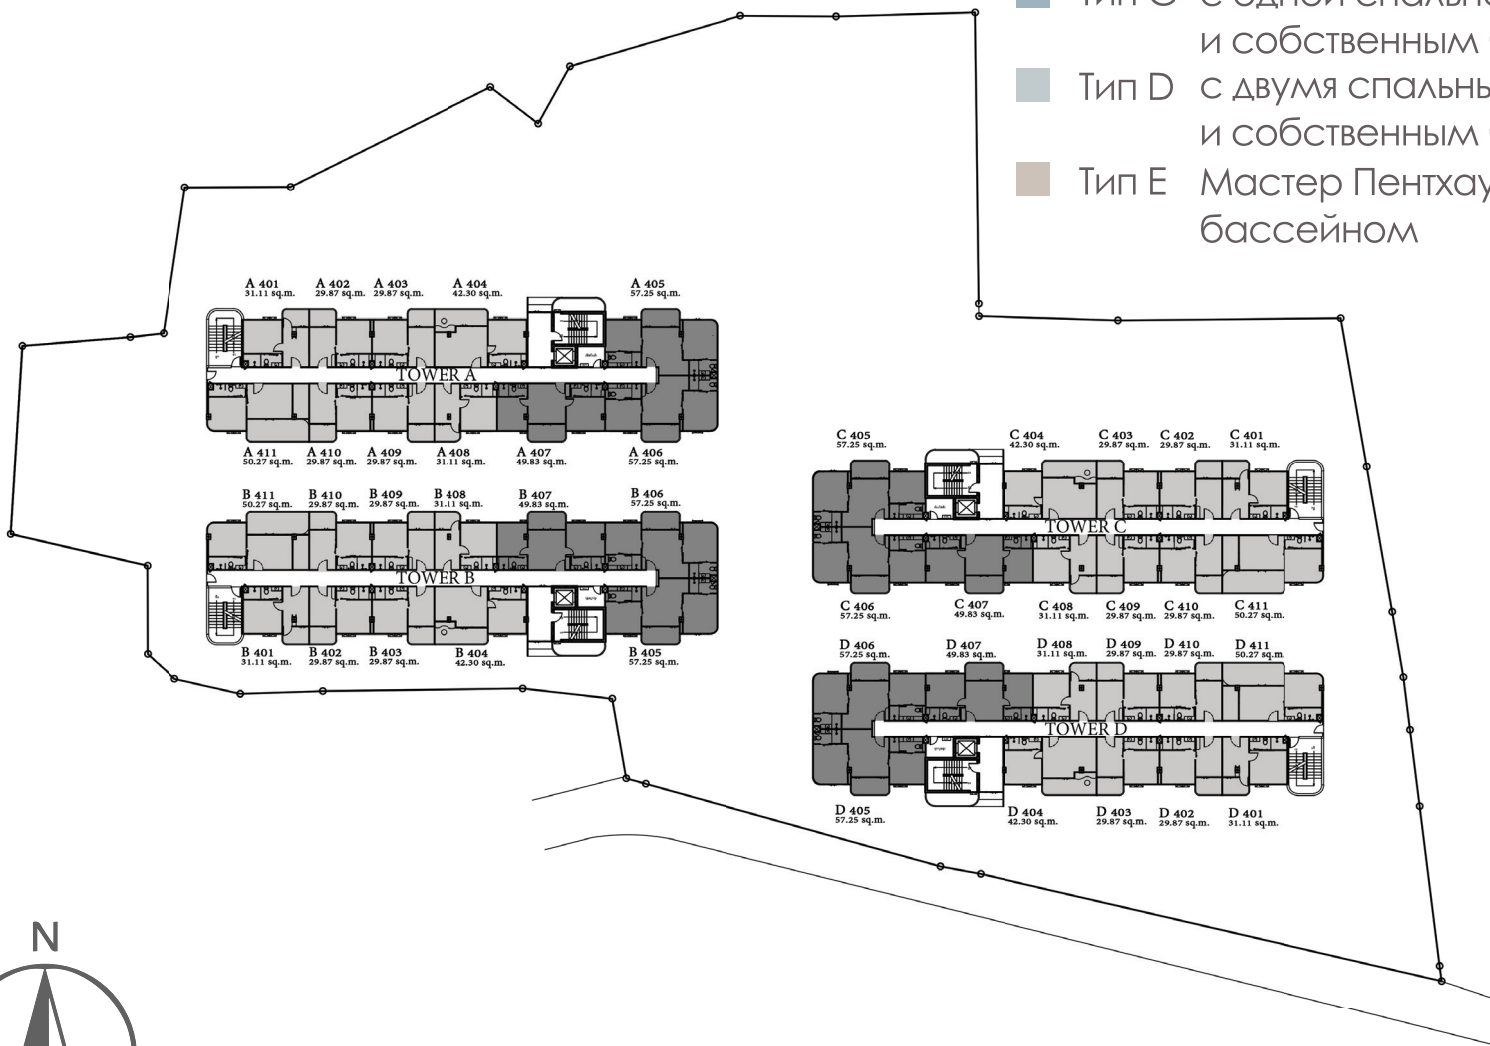 и собственным
Тип D с двумя
и собственным
Тип E Мастер
бассейном
A 401
31.11 sq.m.
A 402
29.87 sq.m.
A 403
29.87 sq.m.
A 404
42.30 sq.m.
A 405
57.25 sq.m.
TOWER A
A 411
50.27 sq.m.
A 410
29.87 sq.m.
A 409
29.87 sq.m.
A 408
31.11 sq.m.
A 407
49.83 sq.m.
A 406
57.25 sq.m.
B 411
50.27 sq.m.
B 410
29.87 sq.m.
B 409
29.87 sq.m.
B 408
31.11 sq.m.
B 407
49.83 sq.m.
B 406
57.25 sq.m.
TOWER B
B 401
31.11 sq.m.
B 402
29.87 sq.m.
B 403
29.87 sq.m.
B 404
42.30 sq.m.
B 405
57.25 sq.m.
C 405
57.25 sq.m.
C 404
42.30 sq.m.
C 403
29.87 sq.m.
C 402
29.87 sq.m.
C 401
31.11 sq.m.
TOWER C
C 406
57.25 sq.m.
C 407
49.83 sq.m.
C 408
31.11 sq.m.
C 409
29.87 sq.m.
C 410
29.87 sq.m.
C 411
50.27 sq.m.
D 406
57.25 sq.m.
D 407
49.83 sq.m.
D 408
31.11 sq.m.
D 409
29.87 sq.m.
D 410
29.87 sq.m.
D 411
50.27 sq.m.
TOWER D
D 405
57.25 sq.m.
D 404
42.30 sq.m.
D 403
29.87 sq.m.
D 402
29.87 sq.m.
D 401
31.11 sq.m.
N